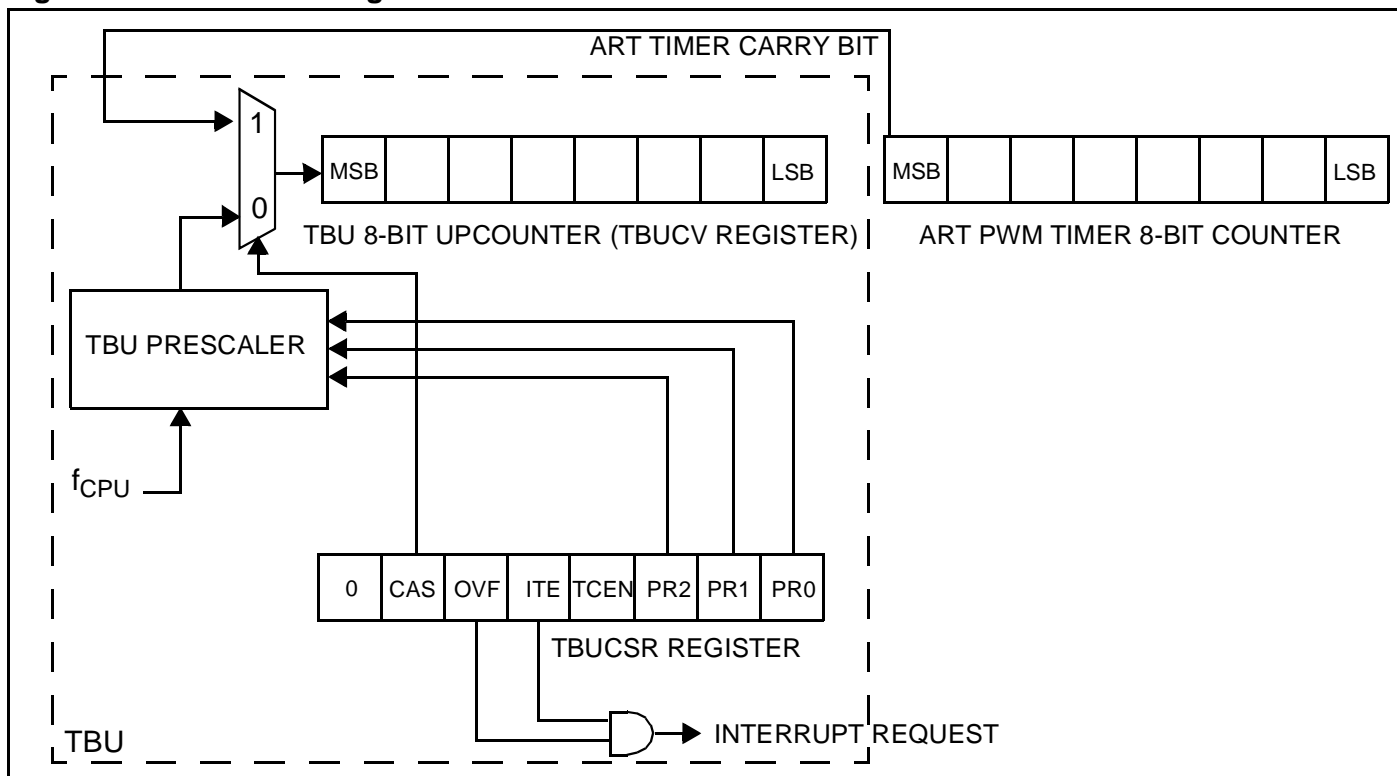 ART TIMER CARRY BIT
1
MSB
LSB
MSB
LSB
0
TBU 8-BIT UPCOUNTER (TBUCV REGISTER)
ART PWM TIMER 8-BIT COUNTER
TBU PRESCALER
fCPU
0 CAS OVF ITE TCEN PR2 PR1 PR0
TBUCSR REGISTER
INTERRUPT REQUEST
TBU